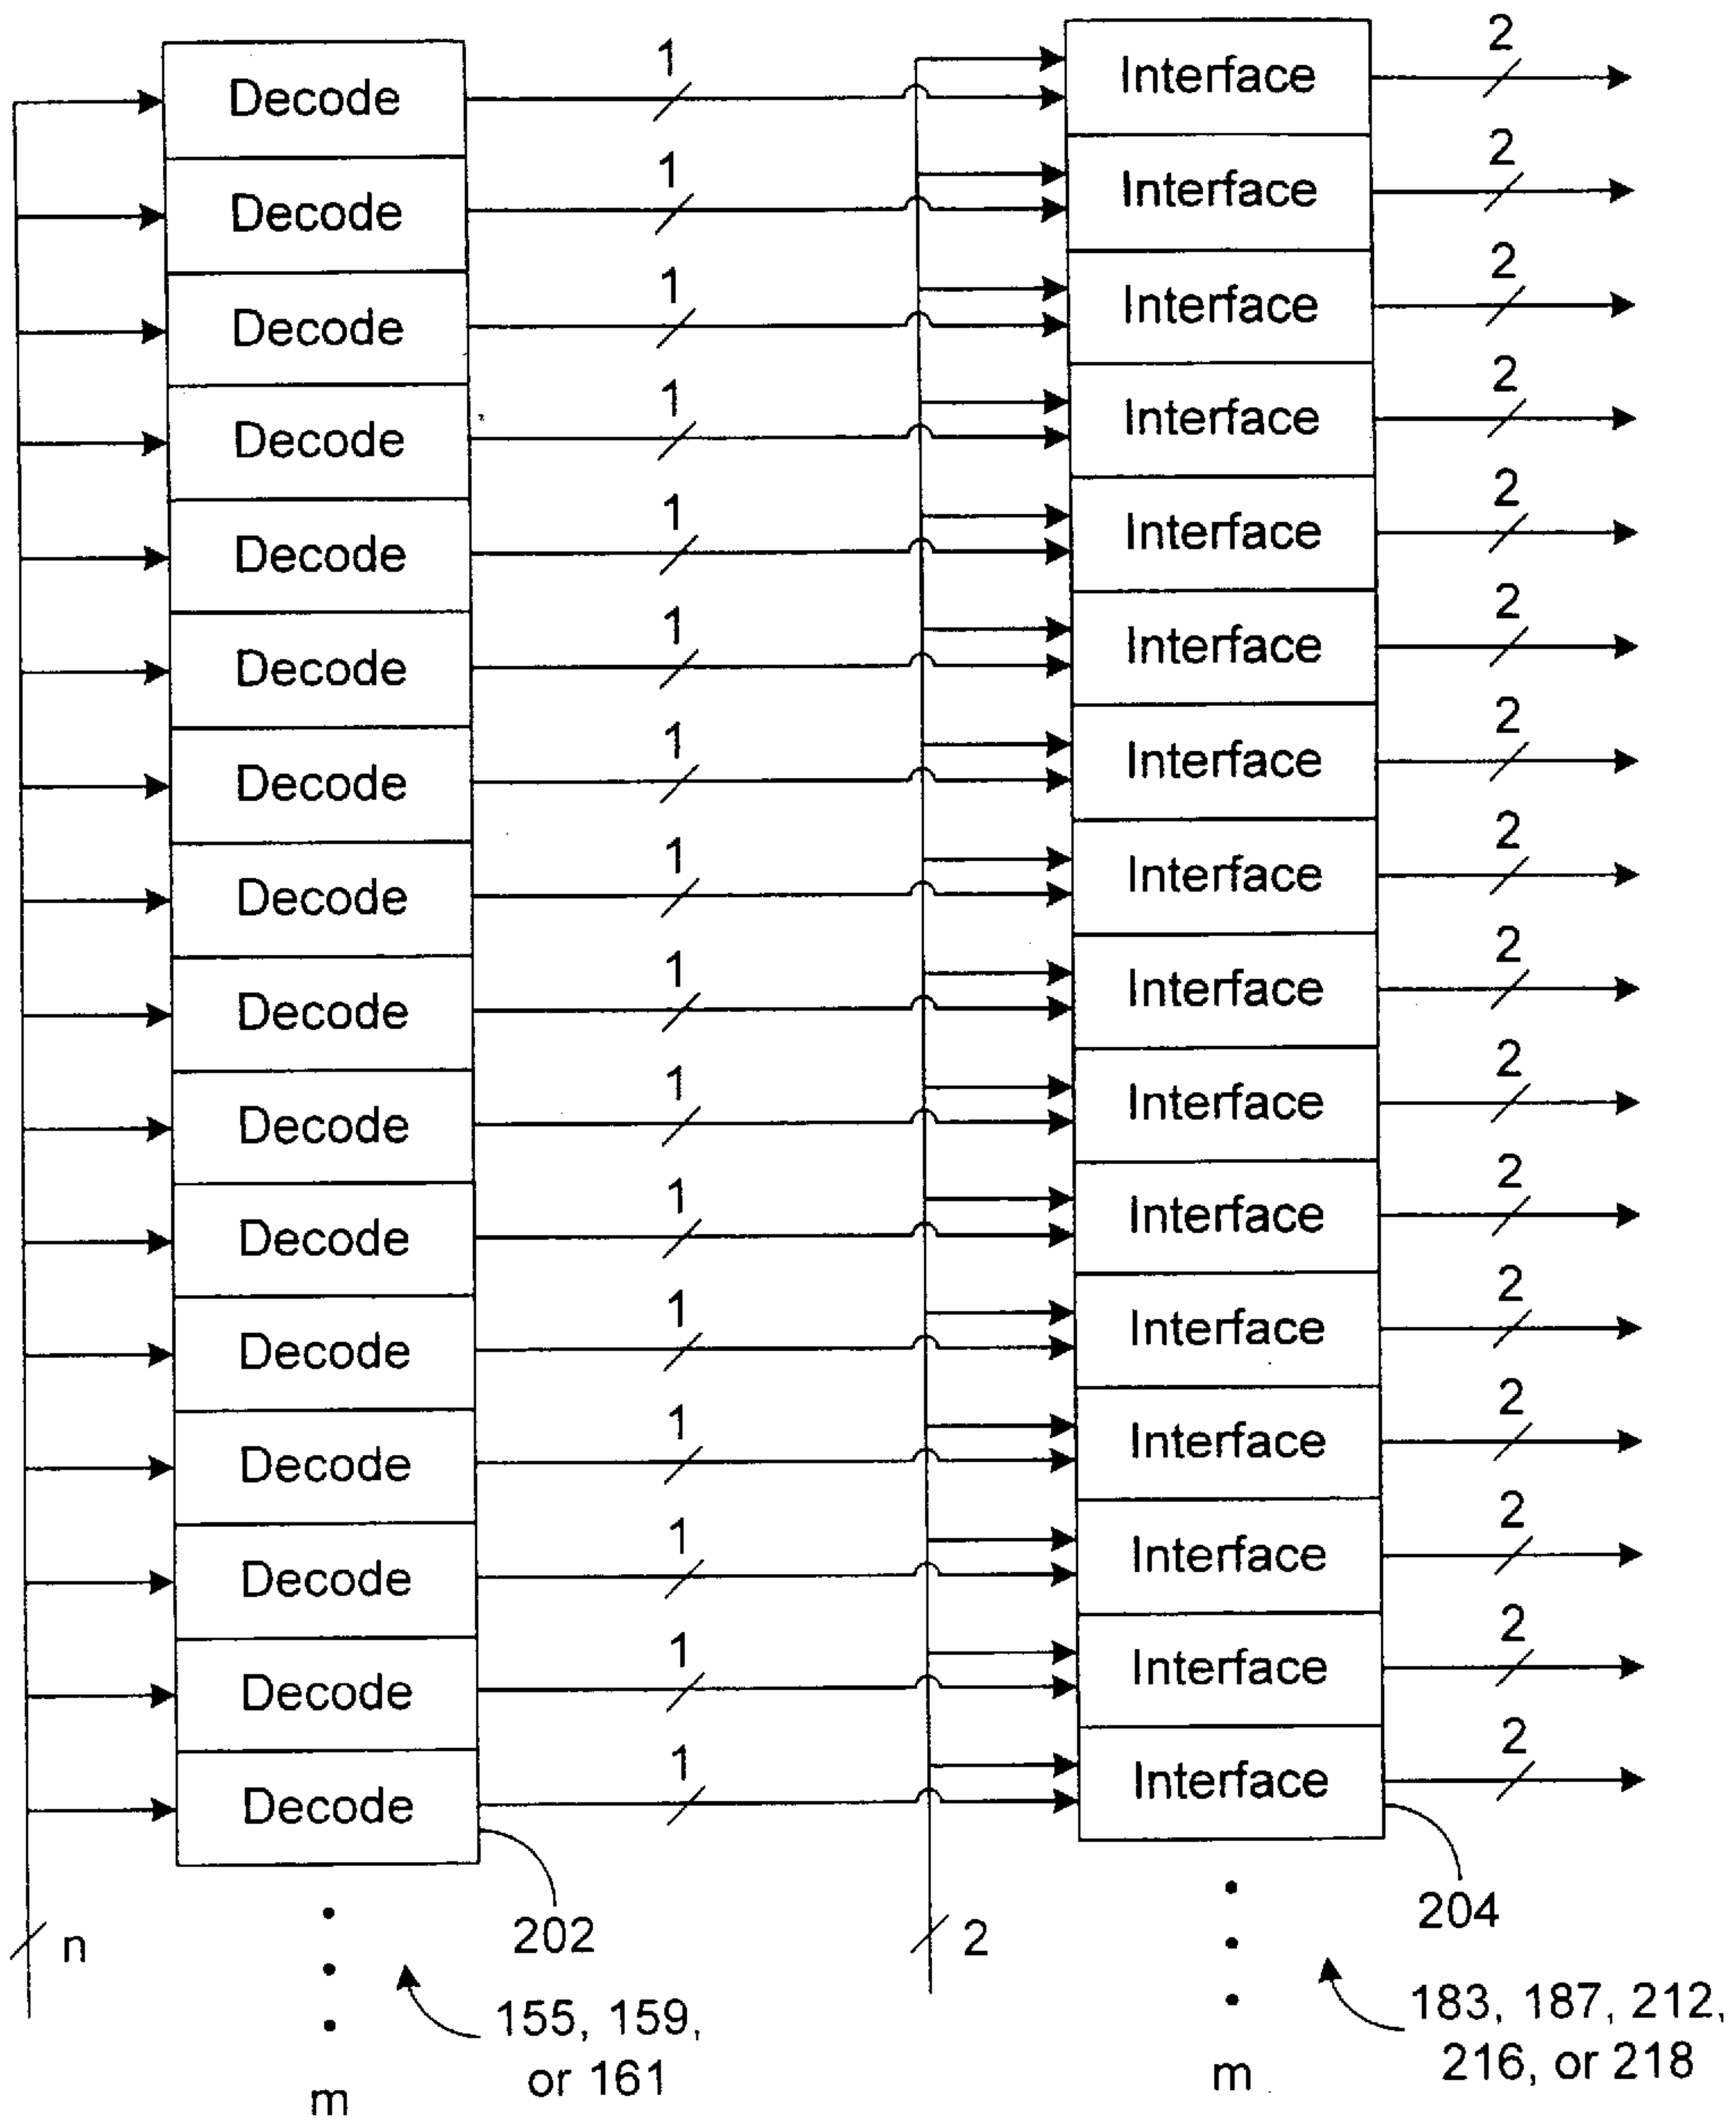 1 2
Decode Interface
1 2
Decode Interface
1 2
Decode Interface
1 2
Decode Interface
1 2
Decode Interface
1 2
Decode Interface
1 2
Decode Interface
1 2
Decode Interface
1 2
Decode Interface
1 2
Decode Interface
1 2
Decode Interface
1 2
Decode Interface
1 2
Decode Interface
1 2
Decode Interface
1 2
Decode Interface
1 2
Decode Interface
n 202 2 204
155, 159,
or 161
m
183, 187, 212,
216, or 218
m